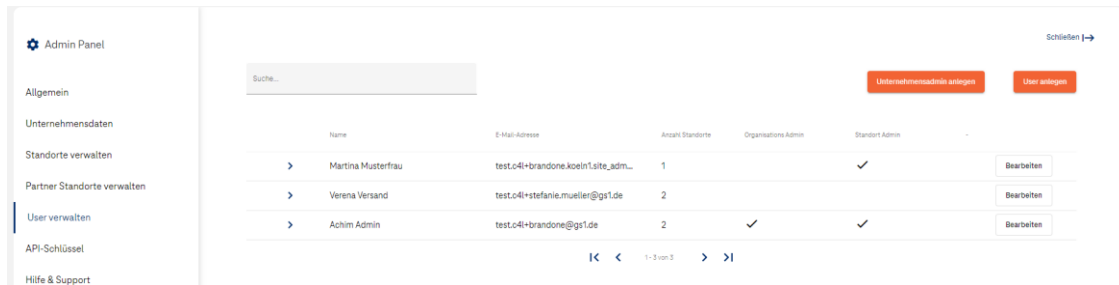 Schließen
Admin Panel
Suche...
Unternehmensadmin anlegen
User anlegen
Allgemein
Unternehmensdaten
Standorte verwalten
Partner Standorte verwalten
User verwalten
API-Schlüssel
Hilfe & Support
Name E-Mail-Adresse Anzahl Standorte Organisations Admin Standort Admin -
Martina Musterfrau test.c4l+brandone.koeln1.site_adm... 1 ✓ Bearbeiten
Verena Versand test.c4l+stefanie.mueller@gs1.de 2 Bearbeiten
Achim Admin test.c4l+brandone@gs1.de 2 ✓ ✓ Bearbeiten
1 - 3 von 3